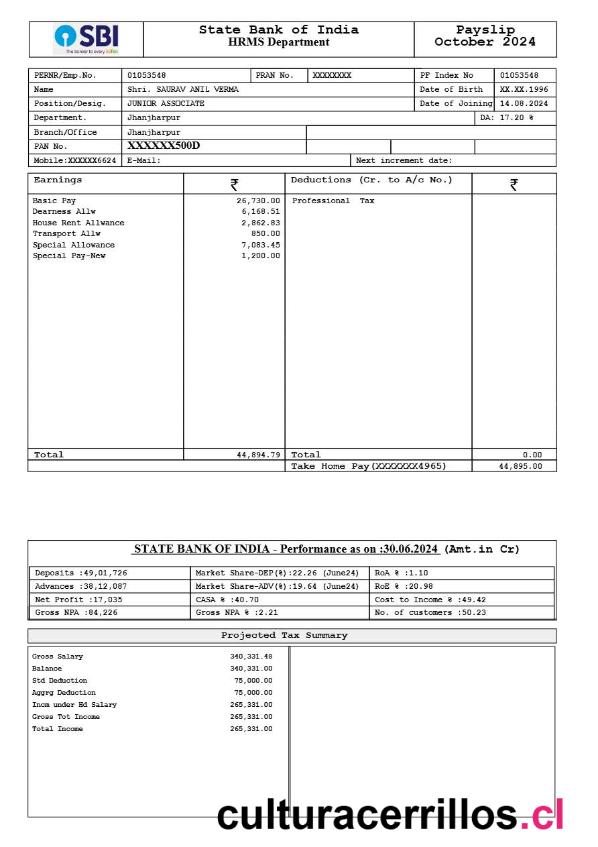 SBI
The banker to every Indian
State Bank of India
HRMS Department
Payslip
October 2024
PERNR/Emp.No. 01053548 PRAN No. XXXXXXXX PF Index No 01053548
Name Shri. SAURAV ANIL VERMA Date of Birth XX.XX.1996
Position/Desig. JUNIOR ASSOCIATE Date of Joining 14.08.2024
Department. Jhanjharpur DA: 17.20 %
Branch/Office Jhanjharpur
PAN No. XXXXXX500D
Mobile:XXXXXX6624 E-Mail: Next increment date:
Earnings ₹ Deductions (Cr. to A/c No.) ₹
Basic Pay 26,730.00 Professional Tax
Dearness Allw 6,168.51
House Rent Allwance 2,862.83
Transport Allw 850.00
Special Allowance 7,083.45
Special Pay-New 1,200.00
Total 44,894.79 Total 0.00
Take Home Pay(XXXXXXX4965) 44,895.00
STATE BANK OF INDIA - Performance as on :30.06.2024 (Amt.in Cr)
Deposits :49,01,726 Market Share-DEP(%):22.26 (June24) RoA % :1.10
Advances :38,12,087 Market Share-ADV(%):19.64 (June24) RoE % :20.98
Net Profit :17,035 CASA % :40.70 Cost to Income % :49.42
Gross NPA :84,226 Gross NPA % :2.21 No. of customers :50.23
Projected Tax Summary
Gross Salary 340,331.48
Balance 340,331.00
Std Deduction 75,000.00
Aggrg Deduction 75,000.00
Incm under Hd Salary 265,331.00
Gross Tot Income 265,331.00
Total Income 265,331.00
culturacerrillos.cl